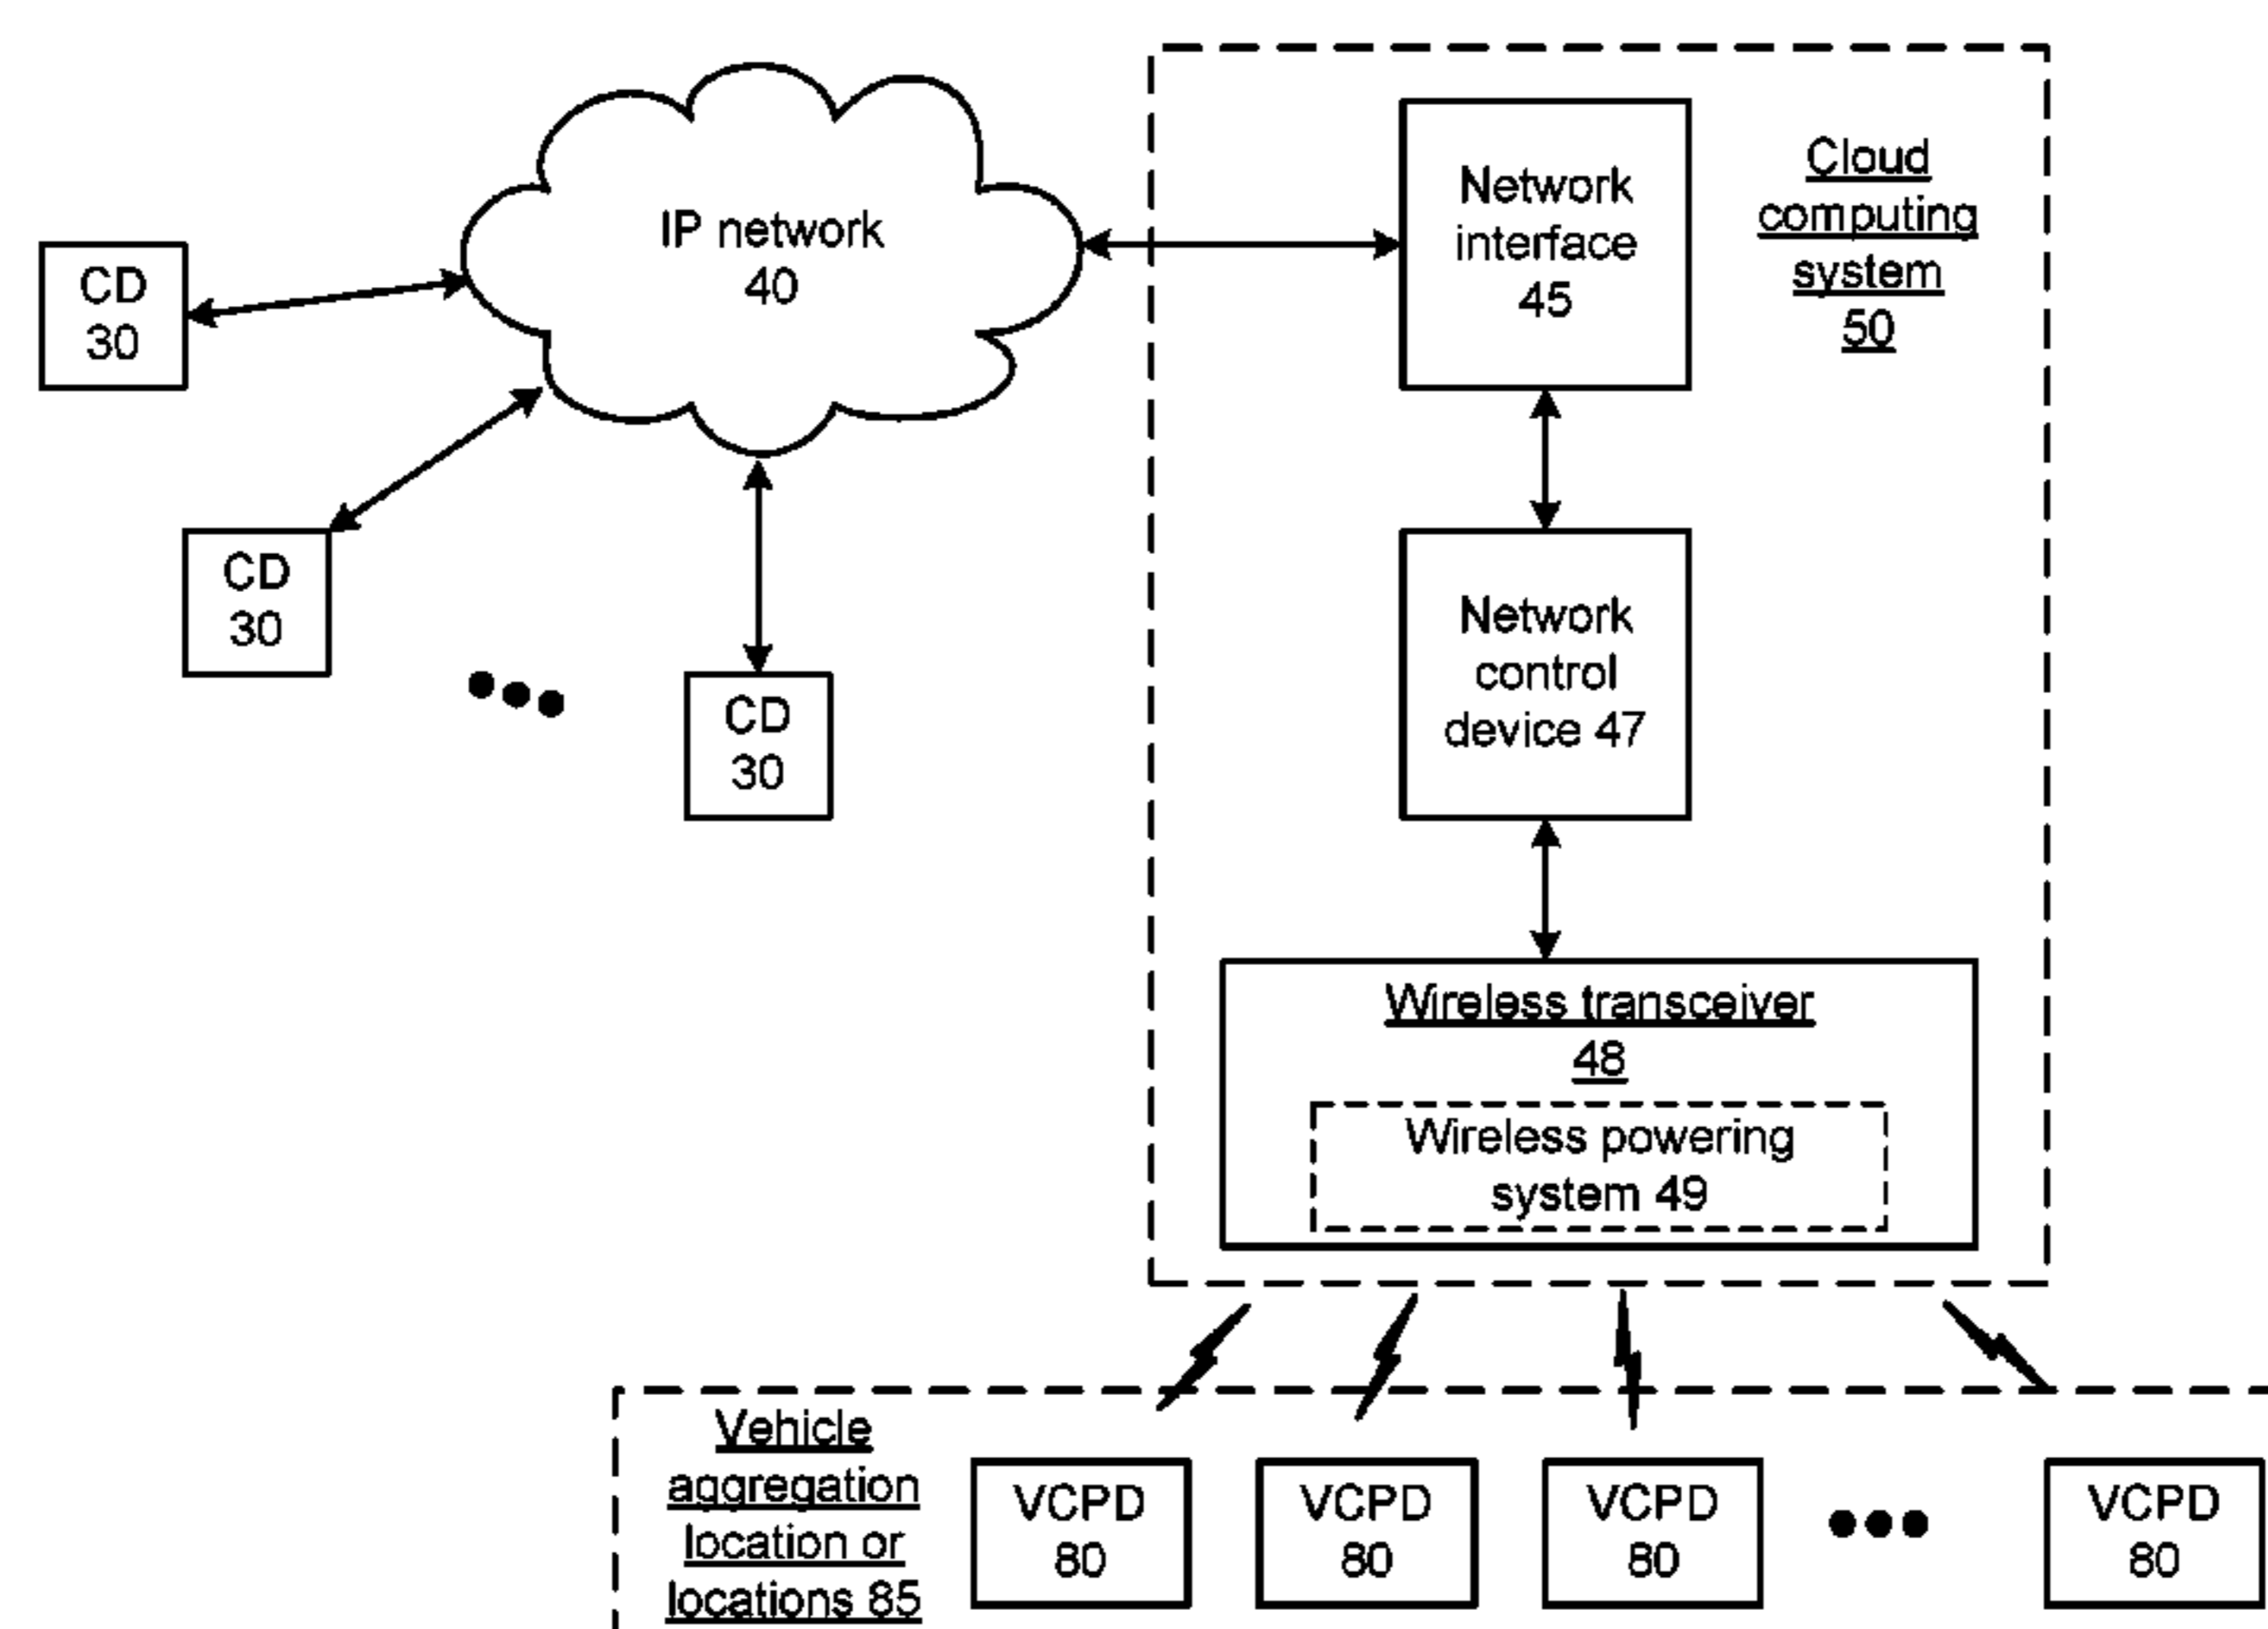 IP network
40
CD
30
CD
30
CD
30
Network
interface
45
Cloud
computing
system
50
Network
control
device 47
Wireless transceiver
48
Wireless powering
system 49
Vehicle
aggregation
location or
locations 85
VCPD
80
VCPD
80
VCPD
80
VCPD
80